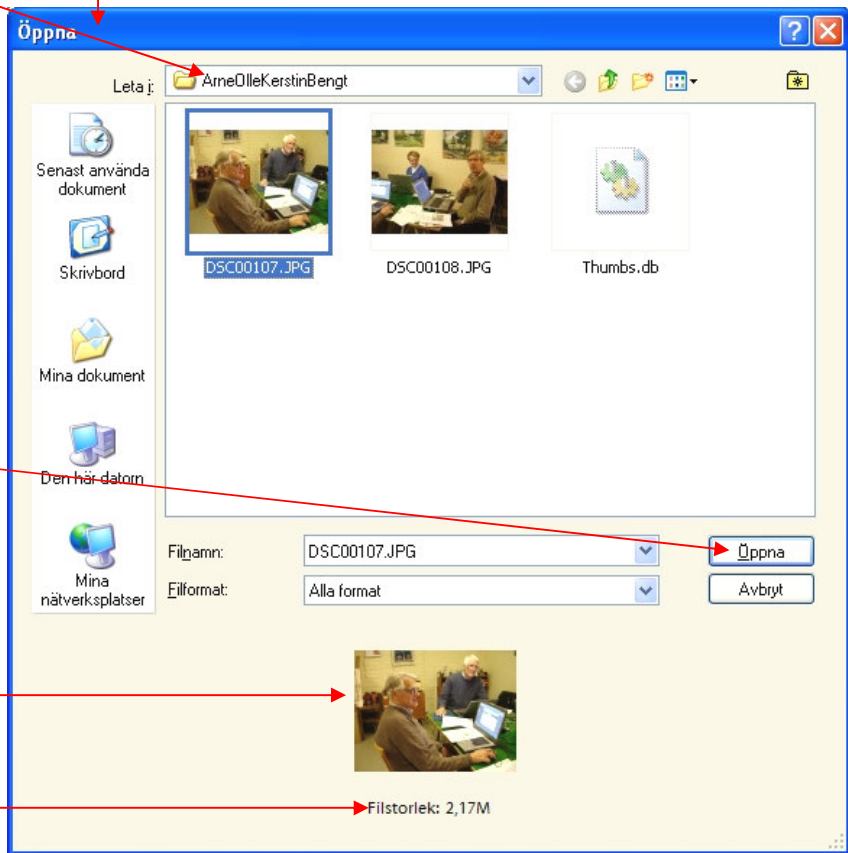 Öppna
Leta i:
ArneOlleKerstinBengt
Senast använda
dokument
Skrivbord
Mina dokument
Den här datorn
Mina
nätverksplatser
DSC00107.JPG
DSC00108.JPG
Thumbs.db
Filnamn:
DSC00107.JPG
Öppna
Filformat:
Alla format
Avbryt
Filstorlek: 2,17M